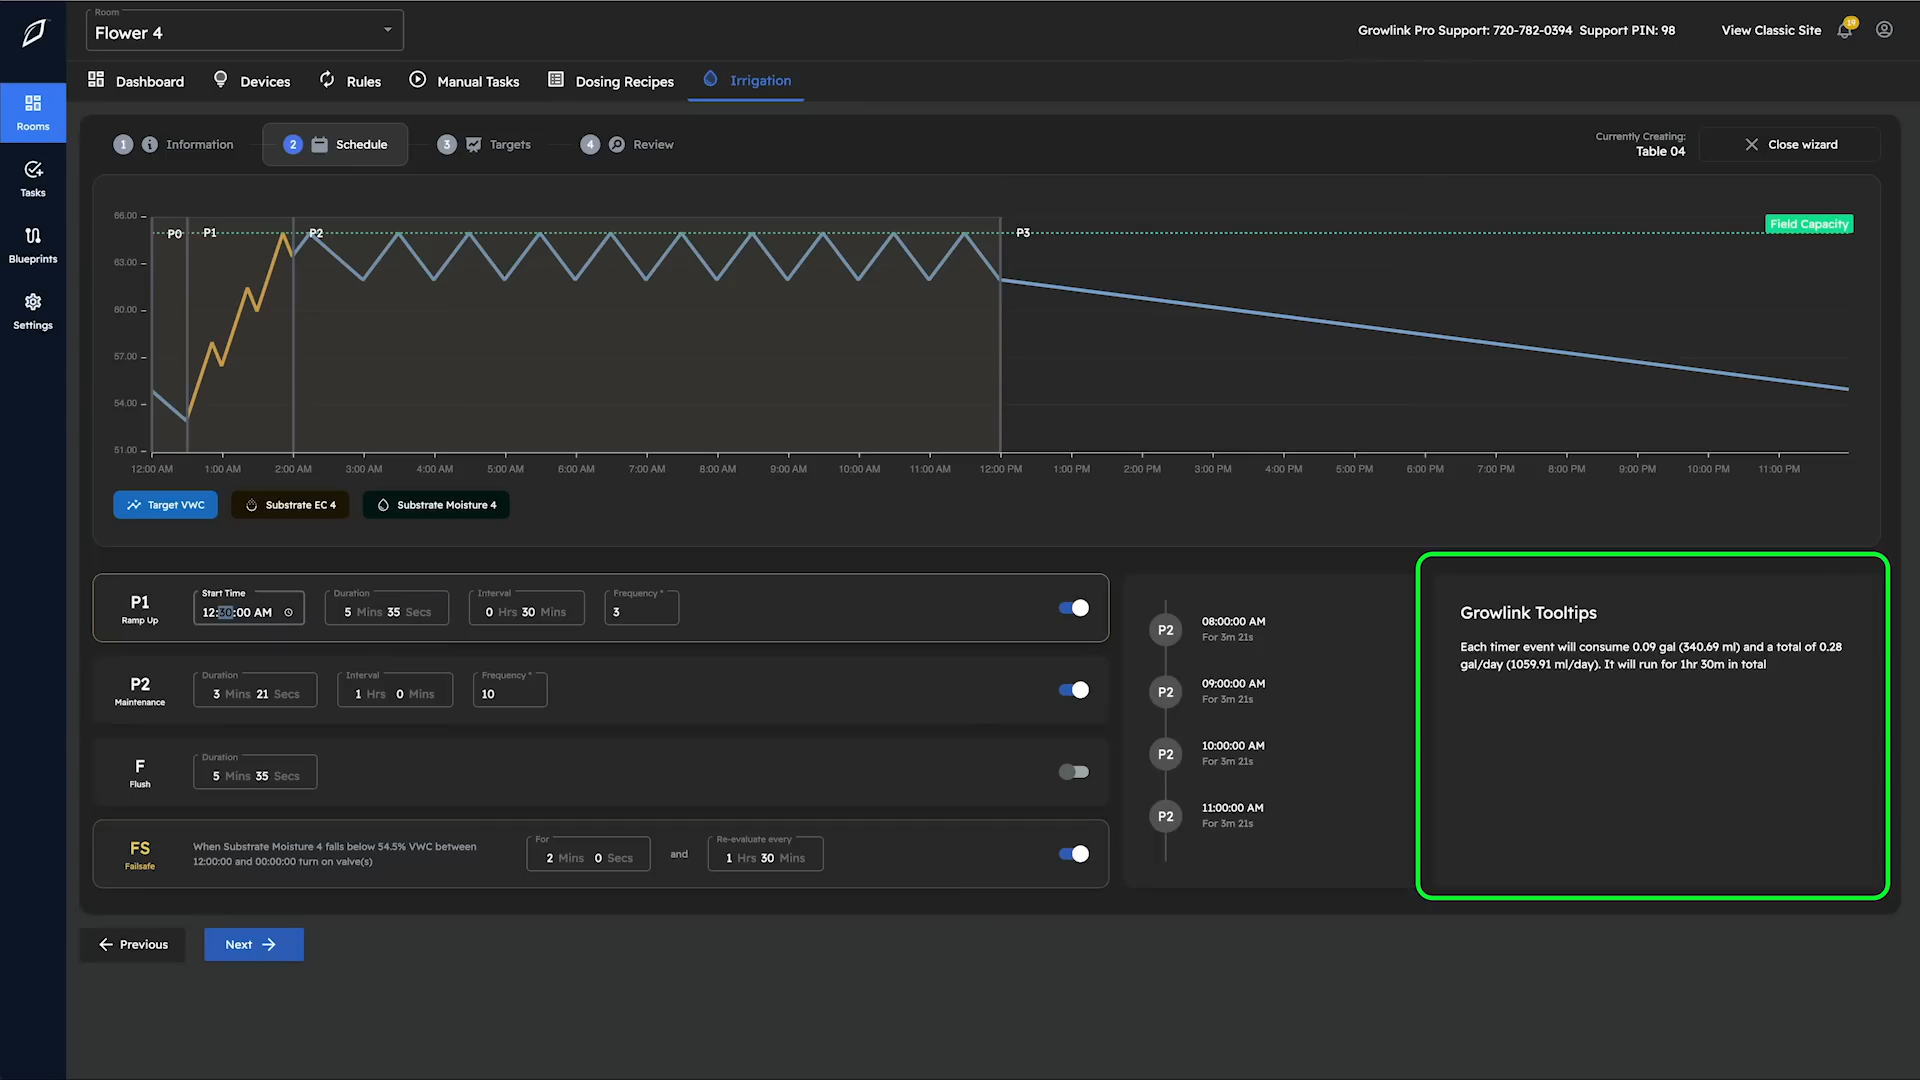 Room
Flower 4
Growlink Pro Support: 720-782-0394 Support PIN: 98
View Classic Site
19
Dashboard
Devices
Rules
Manual Tasks
Dosing Recipes
Irrigation
Rooms
Tasks
Blueprints
Settings
1 Information
2 Schedule
3 Targets
4 Review
Currently Creating:
Table 04
Close wizard
66.00
63.00
60.00
57.00
54.00
51.00
P0
P1
P2
P3
Field Capacity
12:00 AM
1:00 AM
2:00 AM
3:00 AM
4:00 AM
5:00 AM
6:00 AM
7:00 AM
8:00 AM
9:00 AM
10:00 AM
11:00 AM
12:00 PM
1:00 PM
2:00 PM
3:00 PM
4:00 PM
5:00 PM
6:00 PM
7:00 PM
8:00 PM
9:00 PM
10:00 PM
11:00 PM
Target VWC
Substrate EC 4
Substrate Moisture 4
P1
Ramp Up
Start Time
12:30:00 AM
Duration
5 Mins 35 Secs
Interval
0 Hrs 30 Mins
Frequency *
3
P2
Maintenance
Duration
3 Mins 21 Secs
Interval
1 Hrs 0 Mins
Frequency *
10
F
Flush
Duration
5 Mins 35 Secs
FS
Failsafe
When Substrate Moisture 4 falls below 54.5% VWC between
12:00:00 and 00:00:00 turn on valve(s)
For
2 Mins 0 Secs
and
Re-evaluate every
1 Hrs 30 Mins
P2
08:00:00 AM
For 3m 21s
P2
09:00:00 AM
For 3m 21s
P2
10:00:00 AM
For 3m 21s
P2
11:00:00 AM
For 3m 21s
Growlink Tooltips
Each timer event will consume 0.09 gal (340.69 ml) and a total of 0.28
gal/day (1059.91 ml/day). It will run for 1hr 30m in total
Previous
Next